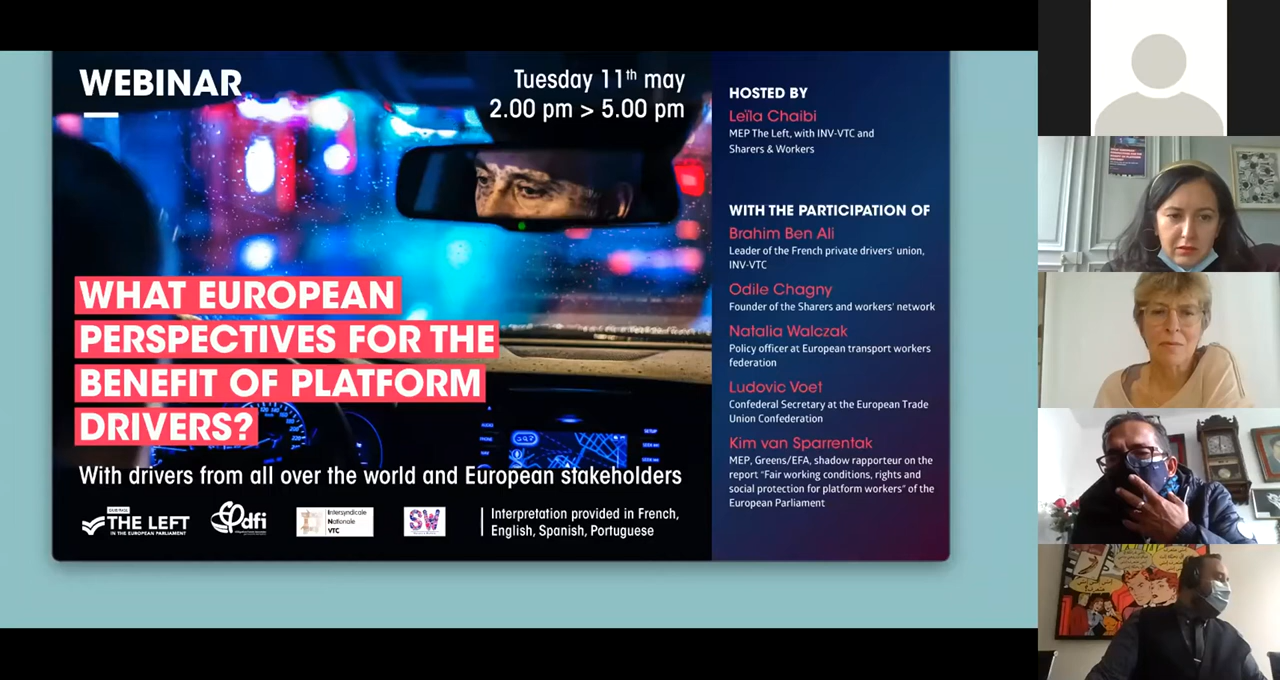 WEBINAR
Tuesday 11th may
2.00 pm > 5.00 pm
WHAT EUROPEAN
PERSPECTIVES FOR THE
BENEFIT OF PLATFORM
DRIVERS?
With drivers from all over the world and European stakeholders
THE LEFT
IN THE EUROPEAN PARLIAMENT
pdfi
Intersyndicale
Nationale
VTC
SW
Interpretation provided in French,
English, Spanish, Portuguese
HOSTED BY
Leïla Chaibi
MEP The Left, with INV-VTC and
Sharers & Workers
WITH THE PARTICIPATION OF
Brahim Ben Ali
Leader of the French private drivers' union,
INV-VTC
Odile Chagny
Founder of the Sharers and workers' network
Natalia Walczak
Policy officer at European transport workers
federation
Ludovic Voet
Confederal Secretary at the European Trade
Union Confederation
Kim van Sparrentak
MEP, Greens/EFA, shadow rapporteur on the
report "Fair working conditions, rights and
social protection for platform workers" of the
European Parliament